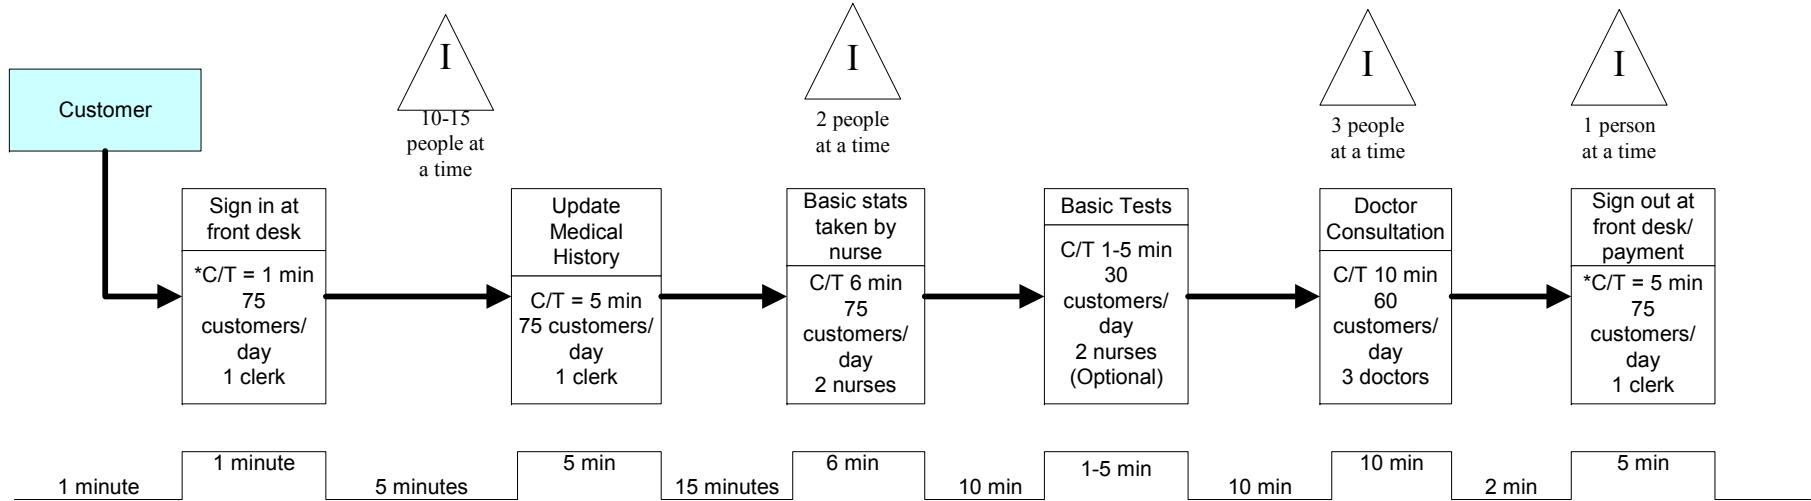 Customer
I
10-15
people at
a time
I
2 people
at a time
I
3 people
at a time
I
1 person
at a time
Sign in at
front desk
*C/T = 1 min
75
customers/
day
1 clerk
Update
Medical
History
C/T = 5 min
75 customers/
day
1 clerk
Basic stats
taken by
nurse
C/T 6 min
75
customers/
day
2 nurses
Basic Tests
C/T 1-5 min
30
customers/
day
2 nurses
(Optional)
Doctor
Consultation
C/T 10 min
60
customers/
day
3 doctors
Sign out at
front desk/
payment
*C/T = 5 min
75
customers/
day
1 clerk
1 minute
1 minute
5 minutes
5 min
15 minutes
6 min
10 min
1-5 min
10 min
10 min
2 min
5 min